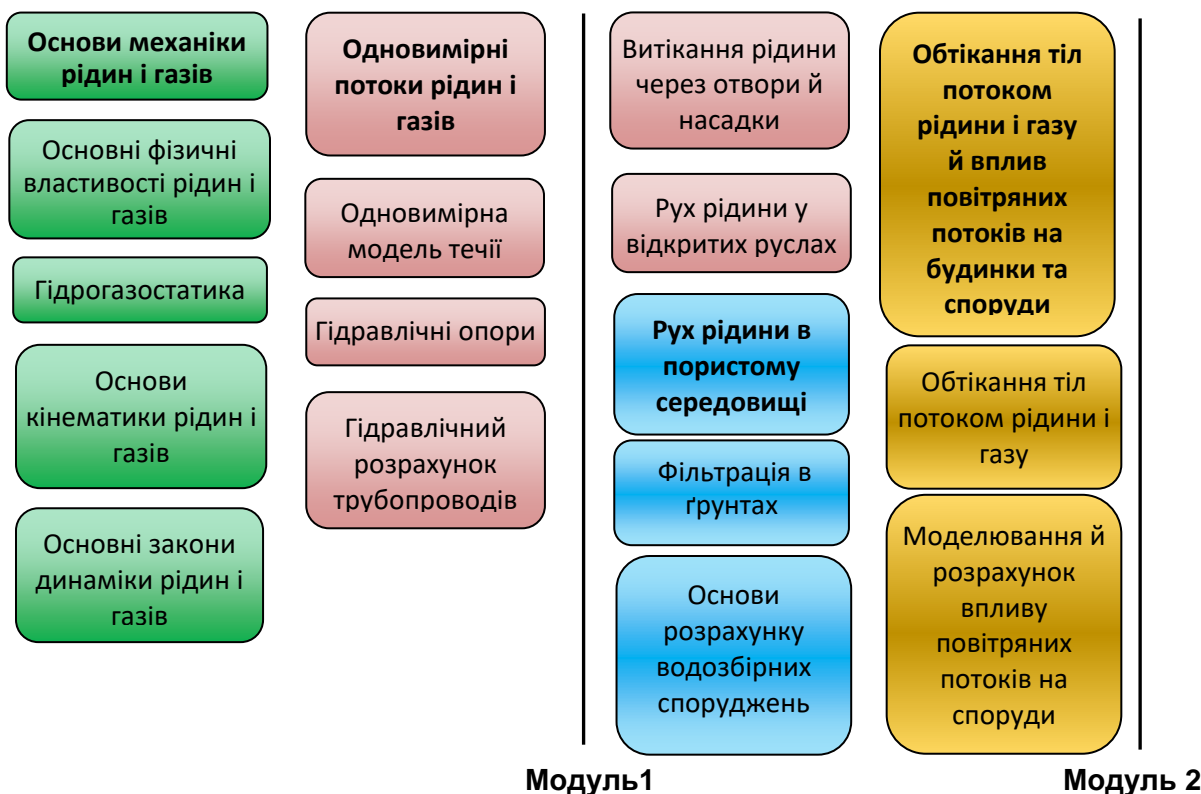 Основи механіки
рідин і газів
Основні фізичні
властивості рідин і
газів
Гідрогазостатика
Основи
кінематики рідин і
газів
Основні закони
динаміки рідин і
газів
Одновимірні
потоки рідин і
газів
Одновимірна
модель течії
Гідравлічні опори
Гідравлічний
розрахунок
трубопроводів
Витікання рідини
через отвори й
насадки
Рух рідини у
відкритих руслах
Рух рідини в
пористому
середовищі
Фільтрація в
ґрунтах
Основи
розрахунку
водозбірних
споруджень
Обтікання тіл
потоком
рідини і газу
й вплив
повітряних
потоків на
будинки та
споруди
Обтікання тіл
потоком рідини і
газу
Моделювання й
розрахунок
впливу
повітряних
потоків на
споруди
Модуль1
Модуль 2